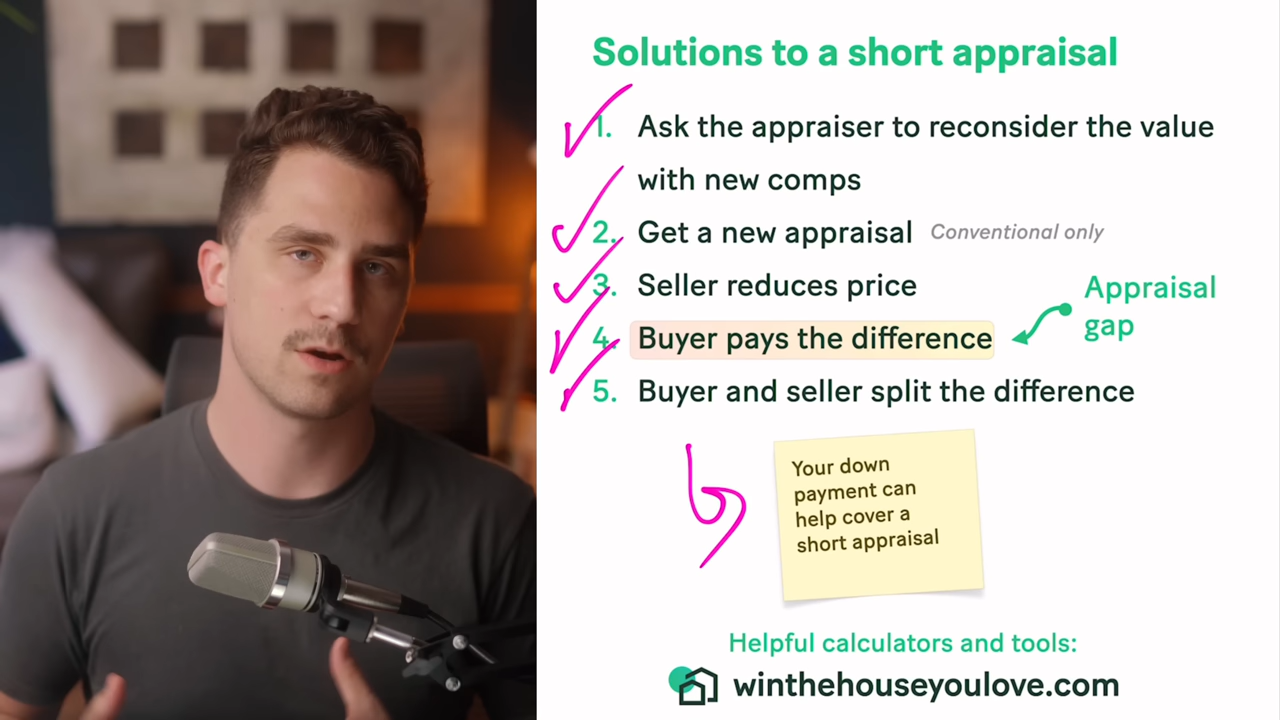 Solutions to a short appraisal
1. Ask the appraiser to reconsider the value
with new comps
2. Get a new appraisal Conventional only
3. Seller reduces price
4. Buyer pays the difference
Appraisal
gap
5. Buyer and seller split the difference
Your down
payment can
help cover a
short appraisal
Helpful calculators and tools:
winthehouseyoulove.com